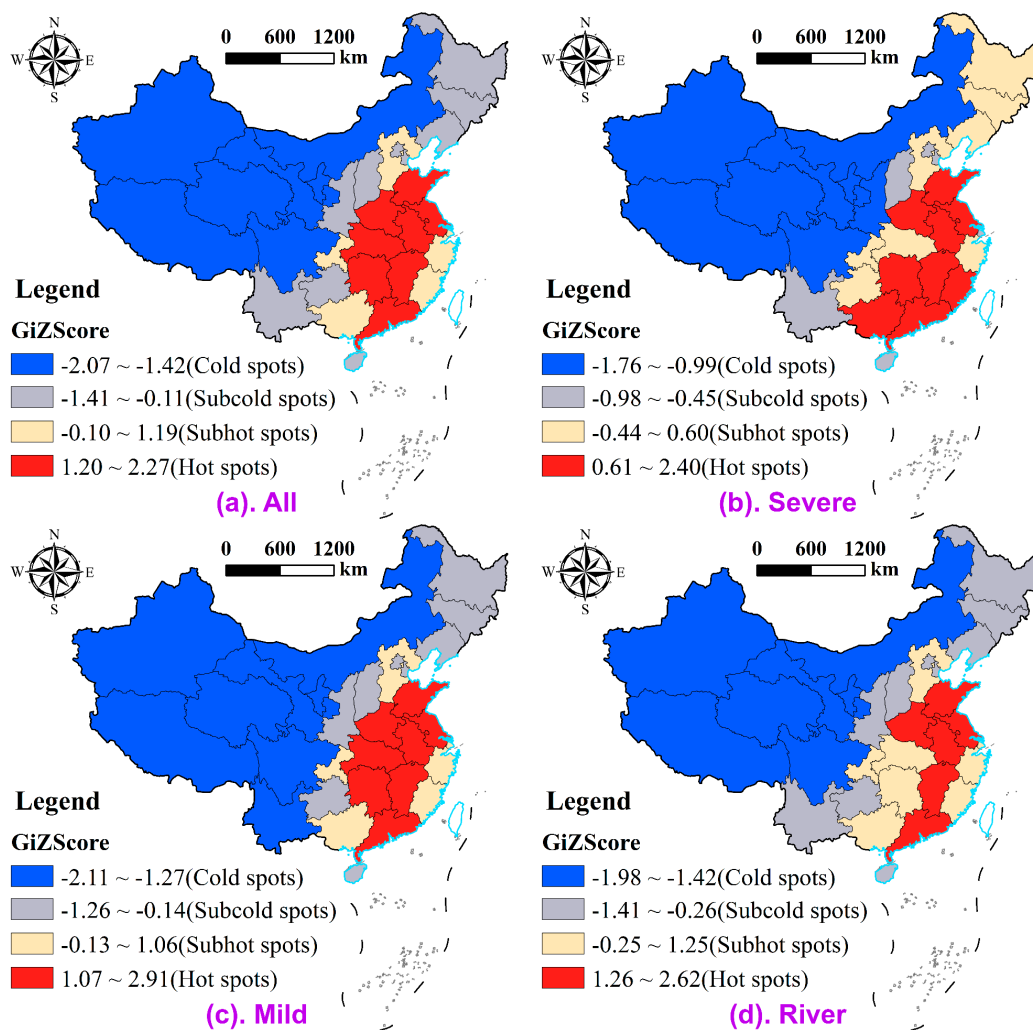 N
W E
S
0 600 1200
km
Legend
GiZScore
-2.07 ~ -1.42(Cold spots)
-1.41 ~ -0.11(Subcold spots)
-0.10 ~ 1.19(Subhot spots)
1.20 ~ 2.27(Hot spots)
(a). All
N
W E
S
0 600 1200
km
Legend
GiZScore
-1.76 ~ -0.99(Cold spots)
-0.98 ~ -0.45(Subcold spots)
-0.44 ~ 0.60(Subhot spots)
0.61 ~ 2.40(Hot spots)
(b). Severe
N
W E
S
0 600 1200
km
Legend
GiZScore
-2.11 ~ -1.27(Cold spots)
-1.26 ~ -0.14(Subcold spots)
-0.13 ~ 1.06(Subhot spots)
1.07 ~ 2.91(Hot spots)
(c). Mild
N
W E
S
0 600 1200
km
Legend
GiZScore
-1.98 ~ -1.42(Cold spots)
-1.41 ~ -0.26(Subcold spots)
-0.25 ~ 1.25(Subhot spots)
1.26 ~ 2.62(Hot spots)
(d). River